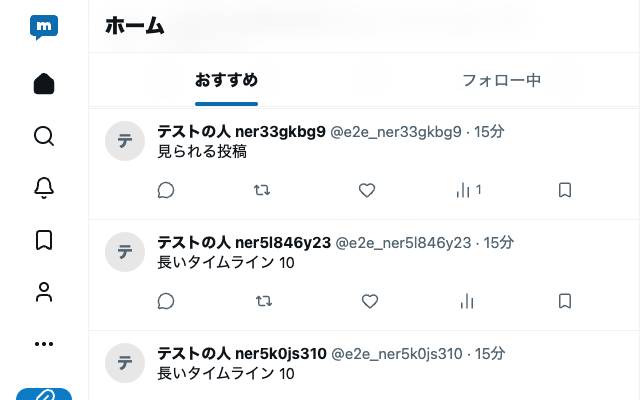 m
ホーム
おすすめ
フォロー中
テ
テストの人 ner33gkbg9 @e2e_ner33gkbg9 · 15分
見られる投稿
1
テ
テストの人 ner5l846y23 @e2e_ner5l846y23 · 15分
長いタイムライン 10
テ
テストの人 ner5k0js310 @e2e_ner5k0js310 · 15分
長いタイムライン 10